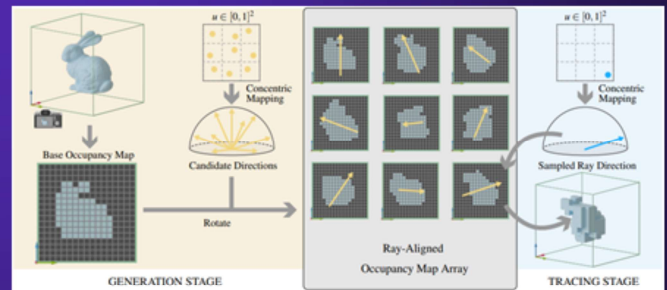 u ∈ [0, 1]²
Concentric
Mapping
Base Occupancy Map
Candidate Directions
Rotate
GENERATION STAGE
Ray-Aligned
Occupancy Map Array
u ∈ [0, 1]²
Concentric
Mapping
Sampled Ray Direction
TRACING STAGE